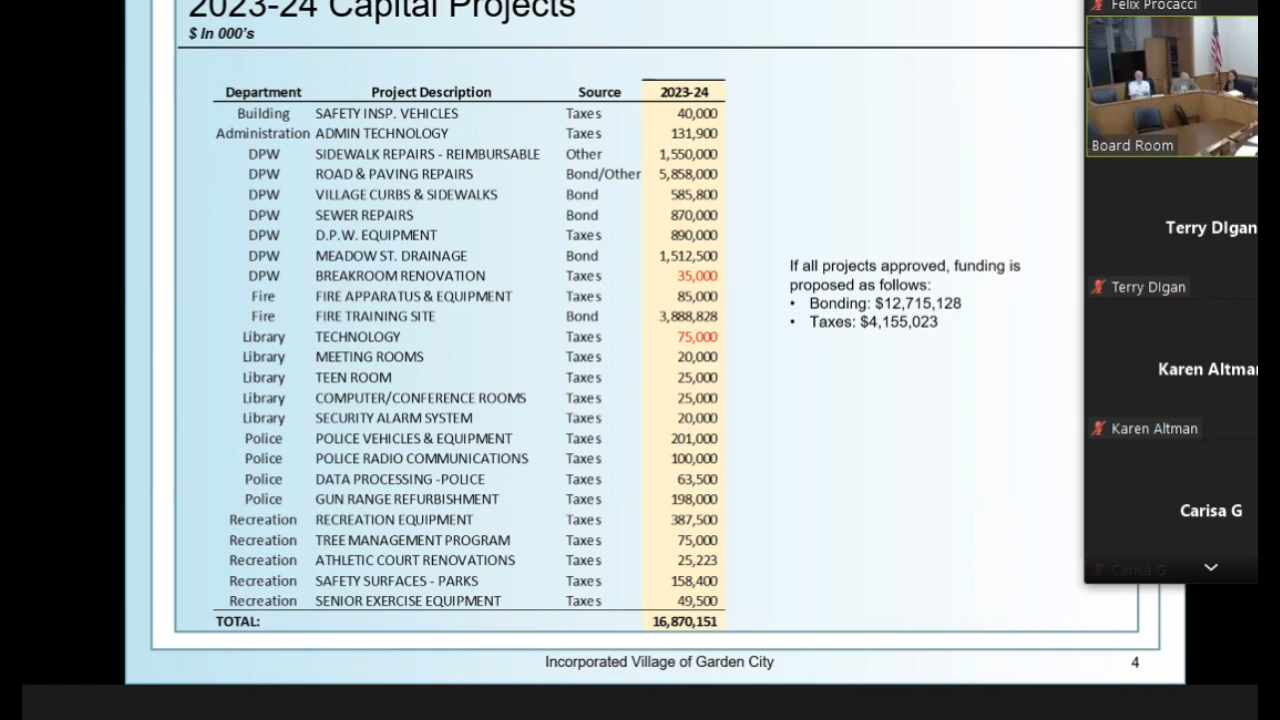 2023-24 Capital Projects
$ In 000's
Department Project Description Source 2023-24
Building SAFETY INSP. VEHICLES Taxes 40,000
Administration ADMIN TECHNOLOGY Taxes 131,900
DPW SIDEWALK REPAIRS - REIMBURSABLE Other 1,550,000
DPW ROAD & PAVING REPAIRS Bond/Other 5,858,000
DPW VILLAGE CURBS & SIDEWALKS Bond 585,800
DPW SEWER REPAIRS Bond 870,000
DPW D.P.W. EQUIPMENT Taxes 890,000
DPW MEADOW ST. DRAINAGE Bond 1,512,500
DPW BREAKROOM RENOVATION Taxes 35,000
Fire FIRE APPARATUS & EQUIPMENT Taxes 85,000
Fire FIRE TRAINING SITE Bond 3,888,828
Library TECHNOLOGY Taxes 75,000
Library MEETING ROOMS Taxes 20,000
Library TEEN ROOM Taxes 25,000
Library COMPUTER/CONFERENCE ROOMS Taxes 25,000
Library SECURITY ALARM SYSTEM Taxes 20,000
Police POLICE VEHICLES & EQUIPMENT Taxes 201,000
Police POLICE RADIO COMMUNICATIONS Taxes 100,000
Police DATA PROCESSING -POLICE Taxes 63,500
Police GUN RANGE REFURBISHMENT Taxes 198,000
Recreation RECREATION EQUIPMENT Taxes 387,500
Recreation TREE MANAGEMENT PROGRAM Taxes 75,000
Recreation ATHLETIC COURT RENOVATIONS Taxes 25,223
Recreation SAFETY SURFACES - PARKS Taxes 158,400
Recreation SENIOR EXERCISE EQUIPMENT Taxes 49,500
TOTAL: 16,870,151
If all projects approved, funding is
proposed as follows:
• Bonding: $12,715,128
• Taxes: $4,155,023
Incorporated Village of Garden City 4
Felix Procacci
Board Room
Terry DIgan
Terry DIgan
Karen Altma
Karen Altman
Carisa G
Carisa G